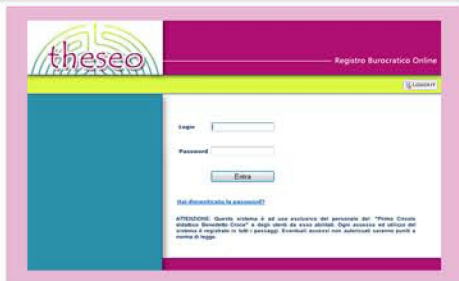 theseo
Registro Burocratico Online
LOGOUT
Login
Password
Entra
Hai dimenticato la password?
ATTENZIONE: Questo sistema è ad uso esclusivo del personale del "Primo Circolo
didattico Benedetto Croce" e degli utenti da esso abilitati. Ogni accesso ed utilizzo del
sistema è registrato in tutti i passaggi. Eventuali accessi non autorizzati saranno puniti a
norma di legge.